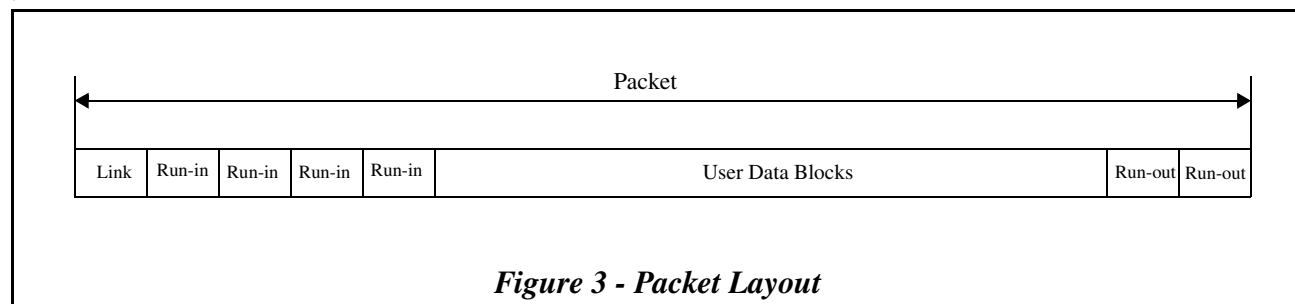 Packet
Link Run-in Run-in Run-in Run-in User Data Blocks Run-out Run-out
Figure 3 - Packet Layout